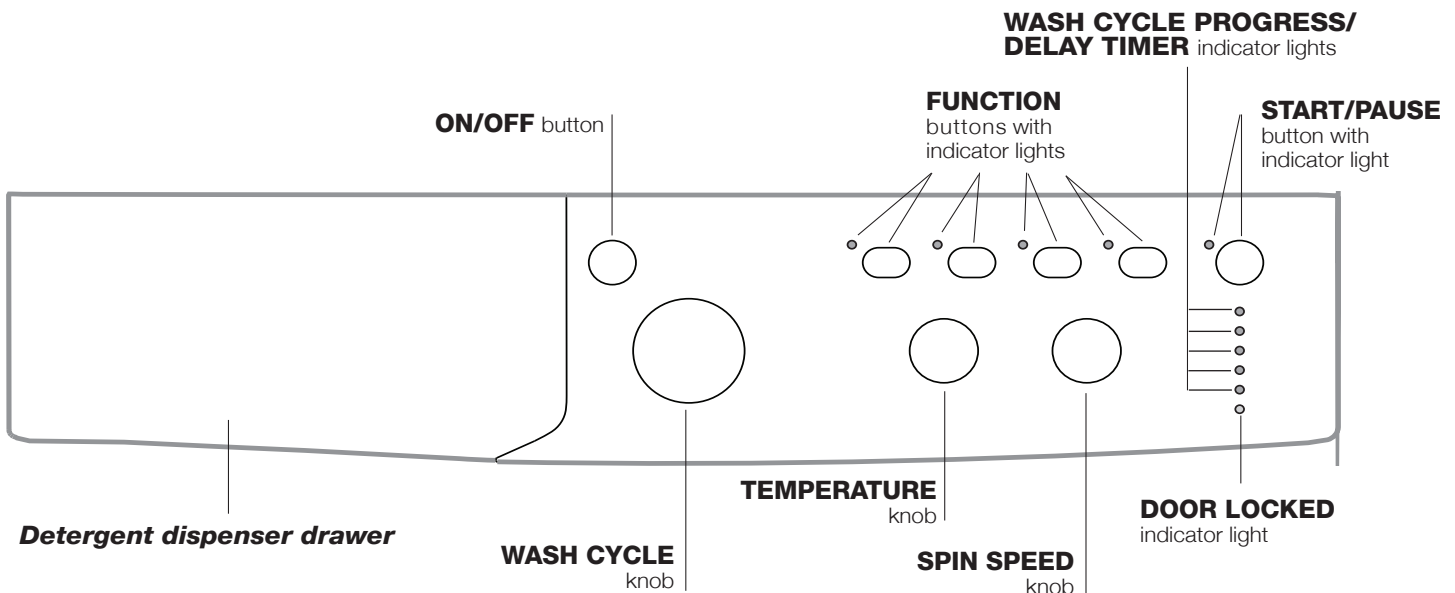 WASH CYCLE PROGRESS/
DELAY TIMER indicator lights
FUNCTION
buttons with
indicator lights
START/PAUSE
button with
indicator light
ON/OFF button
TEMPERATURE
knob
DOOR LOCKED
indicator light
Detergent dispenser drawer
WASH CYCLE
knob
SPIN SPEED
knob